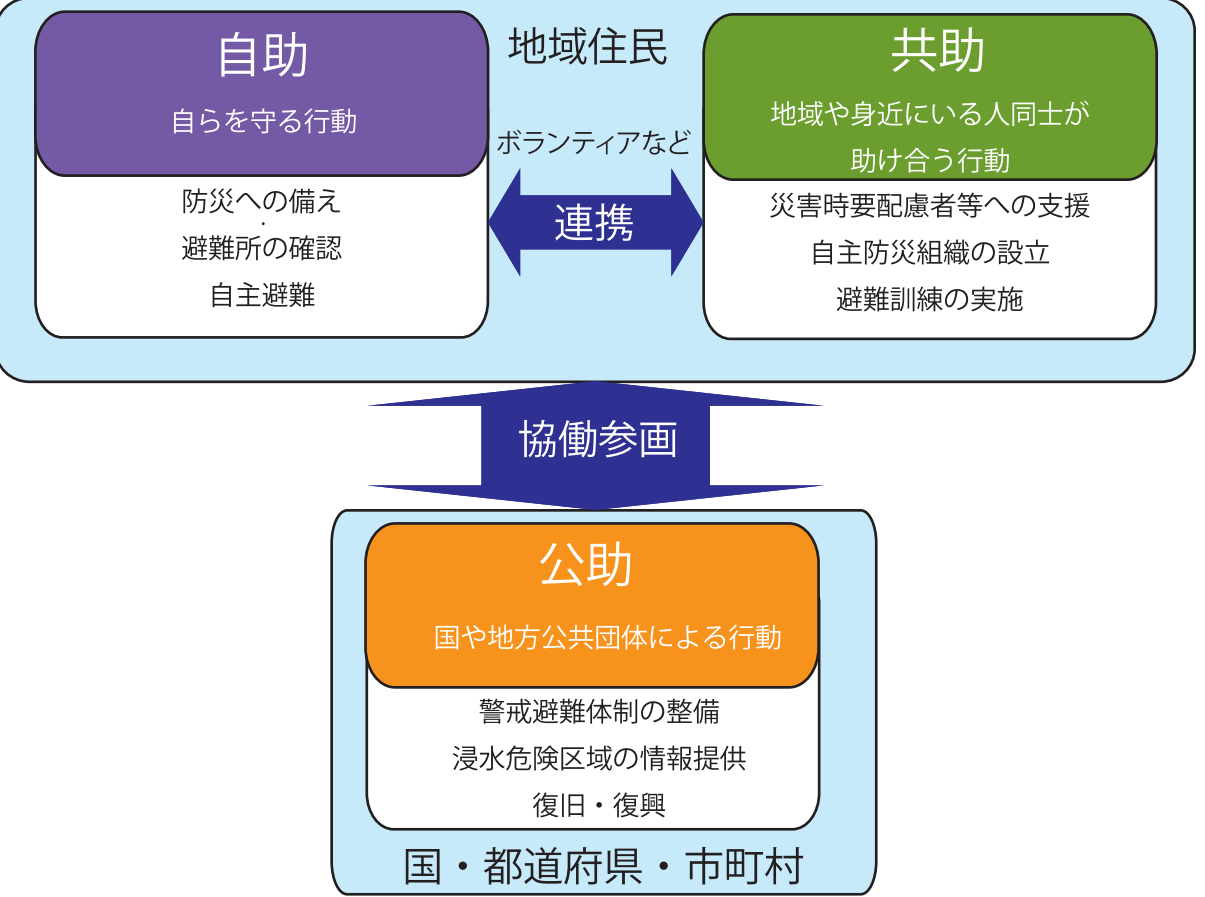 地域住民
自助
自らを守る行動
防災への備え
避難所の確認
自主避難
ボランティアなど
連携
共助
地域や身近にいる人同士が
助け合う行動
災害時要配慮者等への支援
自主防災組織の設立
避難訓練の実施
協働参画
公助
国や地方公共団体による行動
警戒避難体制の整備
浸水危険区域の情報提供
復旧・復興
国・都道府県・市町村